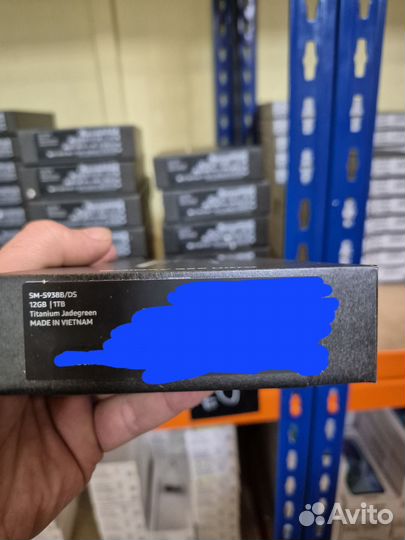 SM-S938B/DS
12GB | 1TB
Titanium Jadegreen
MADE IN VIETNAM
Avito